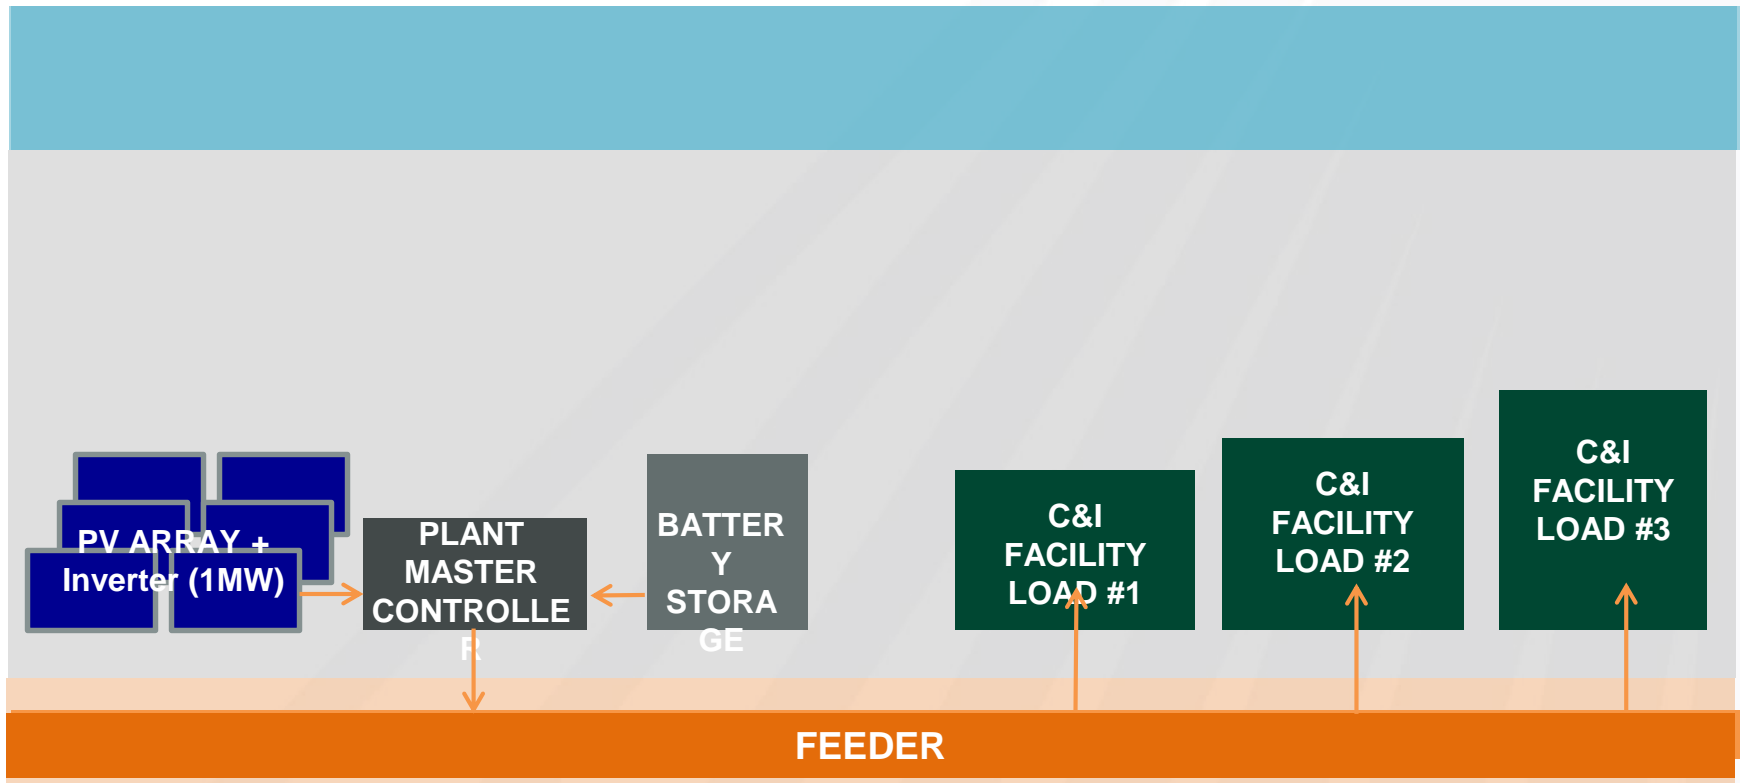 PV ARRAY +
Inverter (1MW)
PLANT
MASTER
CONTROLLE
R
BATTER
Y
STORA
GE
C&I
FACILITY
LOAD #1
C&I
FACILITY
LOAD #2
C&I
FACILITY
LOAD #3
FEEDER